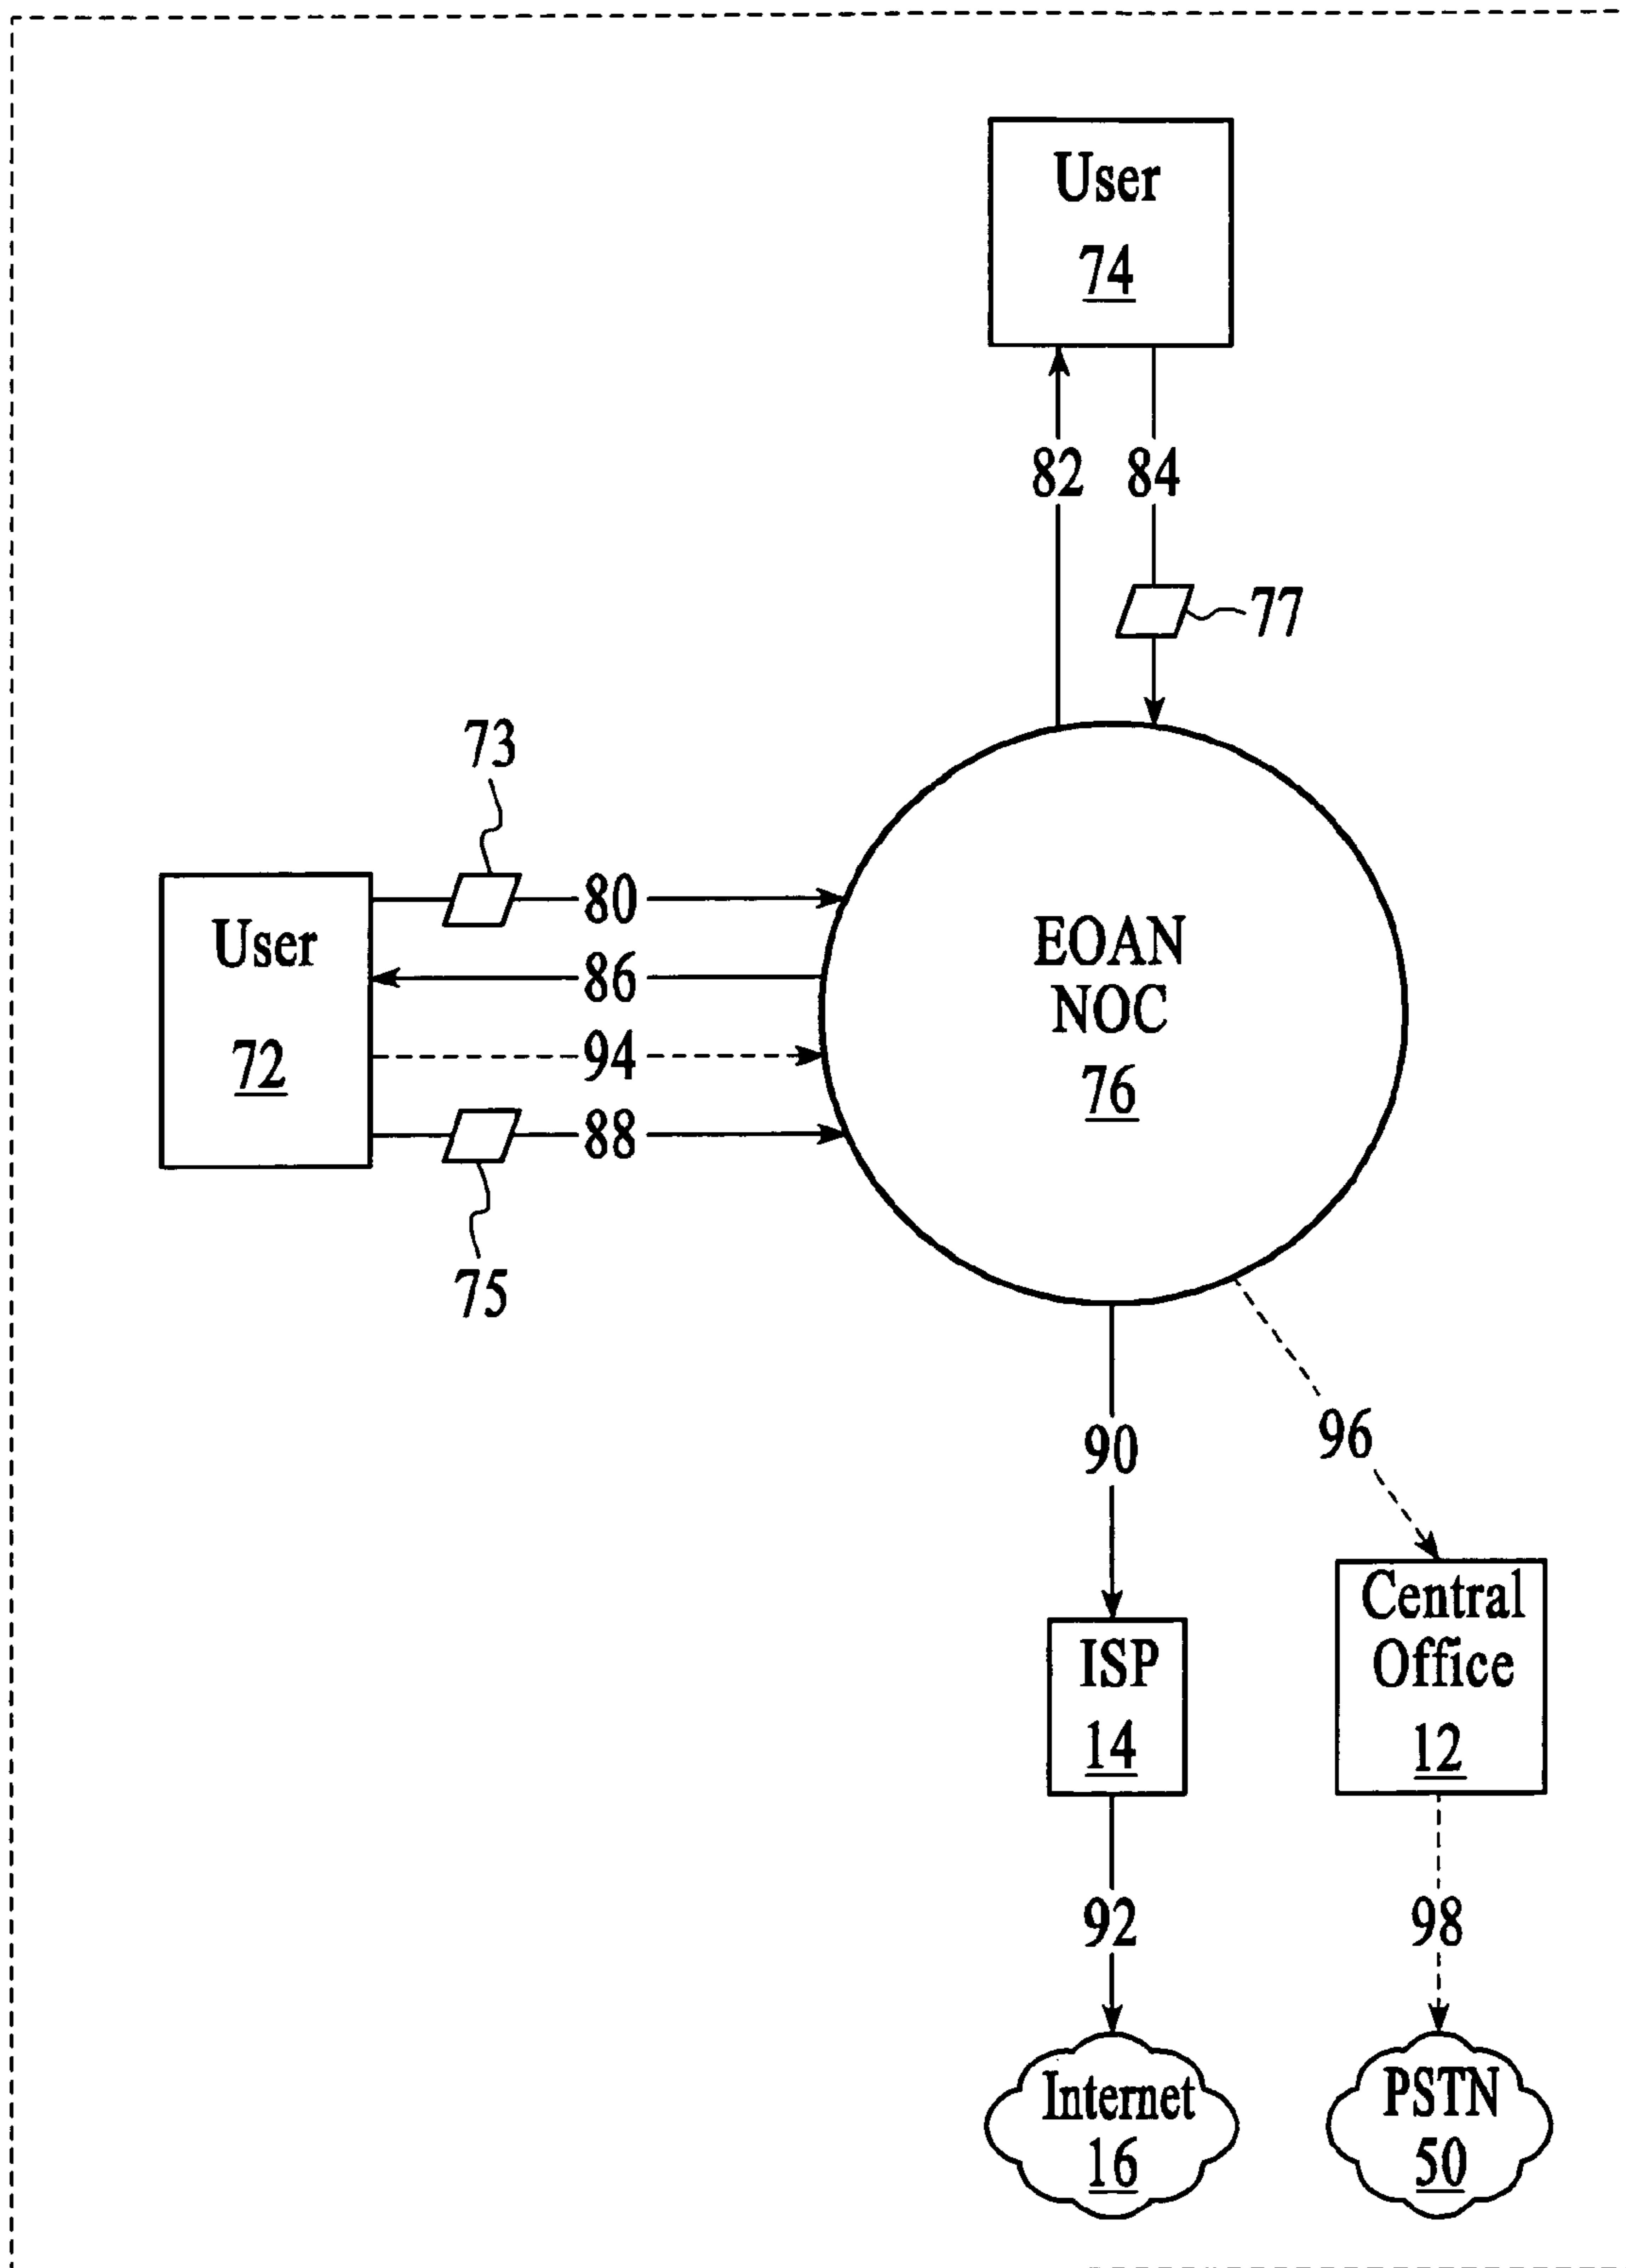 User
74
82
84
77
73
80
User
72
86
94
88
75
EOAN
NOC
76
90
96
ISP
14
Central
Office
12
92
98
Internet
16
PSTN
50